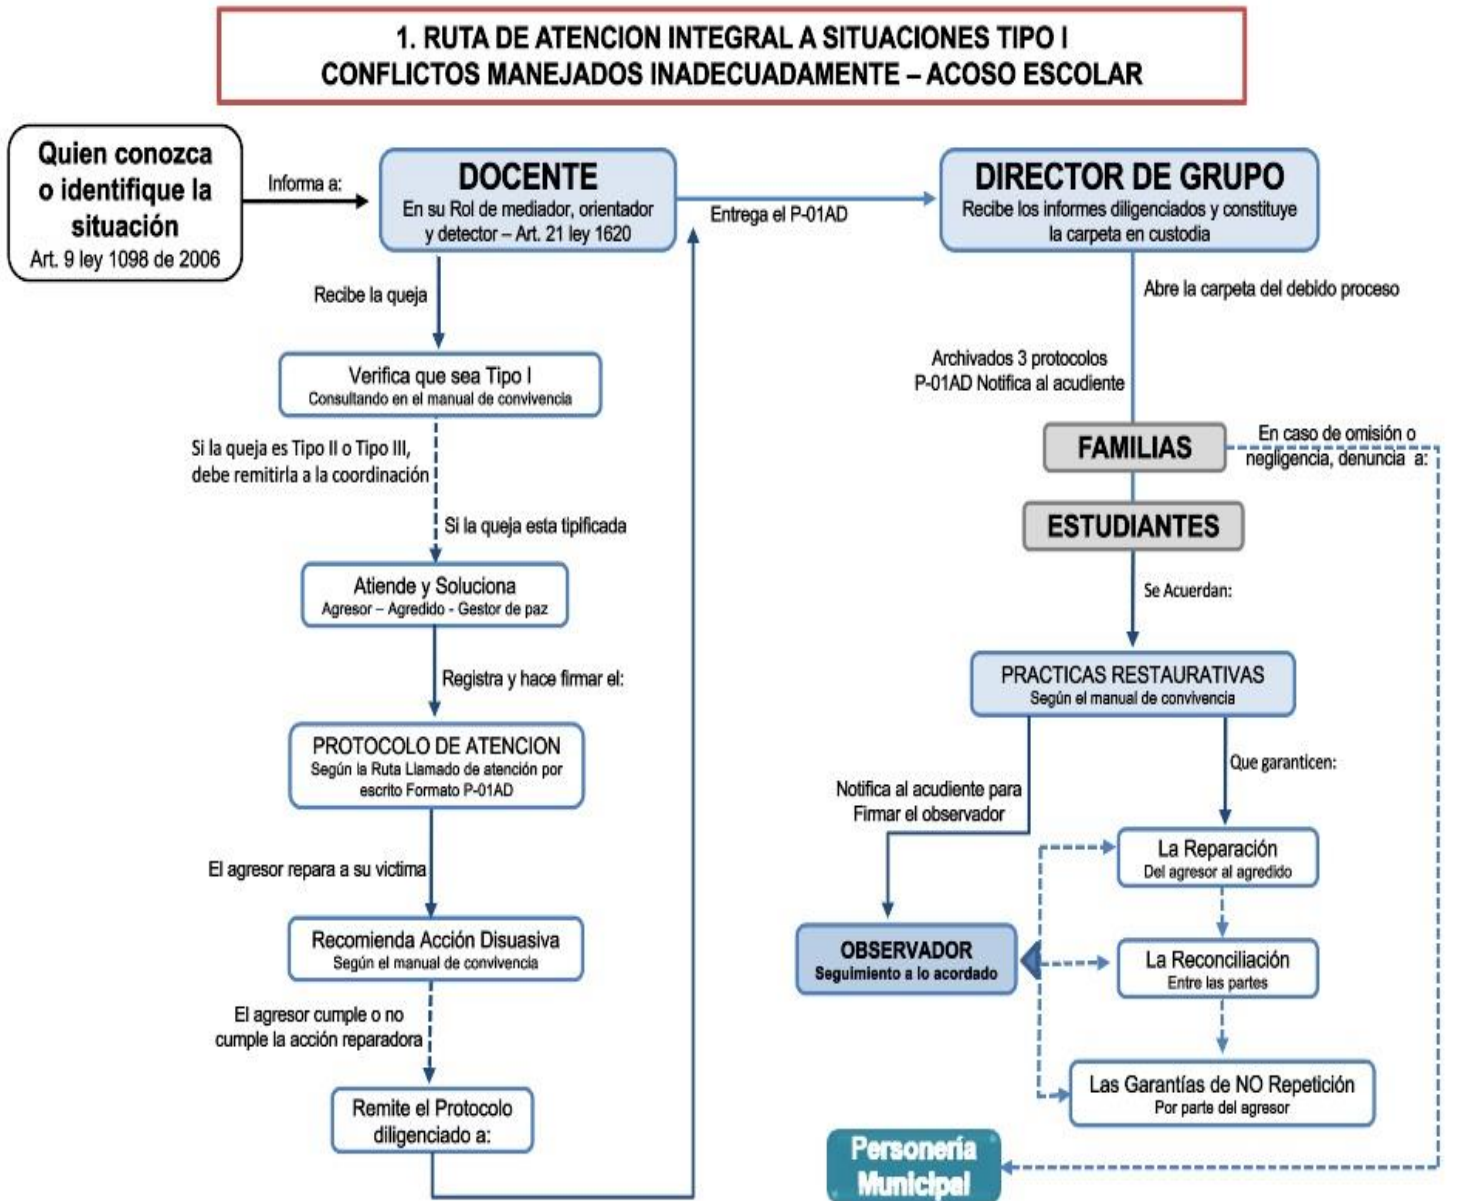 1. RUTA DE ATENCION INTEGRAL A SITUACIONES TIPO I
CONFLICTOS MANEJADOS INADECUADAMENTE – ACOSO ESCOLAR
Quien conozca
o identifique la
situación
Art. 9 ley 1098 de 2006
Informa a:
DOCENTE
En su Rol de mediador, orientador
y detector – Art. 21 ley 1620
Entrega el P-01AD
DIRECTOR DE GRUPO
Recibe los informes diligenciados y constituye
la carpeta en custodia
Recibe la queja
Verifica que sea Tipo I
Consultando en el manual de convivencia
Si la queja es Tipo II o Tipo III,
debe remitirla a la coordinación
Si la queja esta tipificada
Atiende y Soluciona
Agresor – Agredido - Gestor de paz
Registra y hace firmar el:
PROTOCOLO DE ATENCION
Según la Ruta Llamado de atención por
escrito Formato P-01AD
El agresor repara a su victima
Recomienda Acción Disuasiva
Según el manual de convivencia
El agresor cumple o no
cumple la acción reparadora
Remite el Protocolo
diligenciado a:
Abre la carpeta del debido proceso
Archivados 3 protocolos
P-01AD Notifica al acudiente
FAMILIAS
En caso de omisión o
negligencia, denuncia a:
ESTUDIANTES
Se Acuerdan:
PRACTICAS RESTAURATIVAS
Según el manual de convivencia
Notifica al acudiente para
Firmar el observador
Que garanticen:
La Reparación
Del agresor al agredido
OBSERVADOR
Seguimiento a lo acordado
La Reconciliación
Entre las partes
Las Garantías de NO Repetición
Por parte del agresor
Personería
Municipal